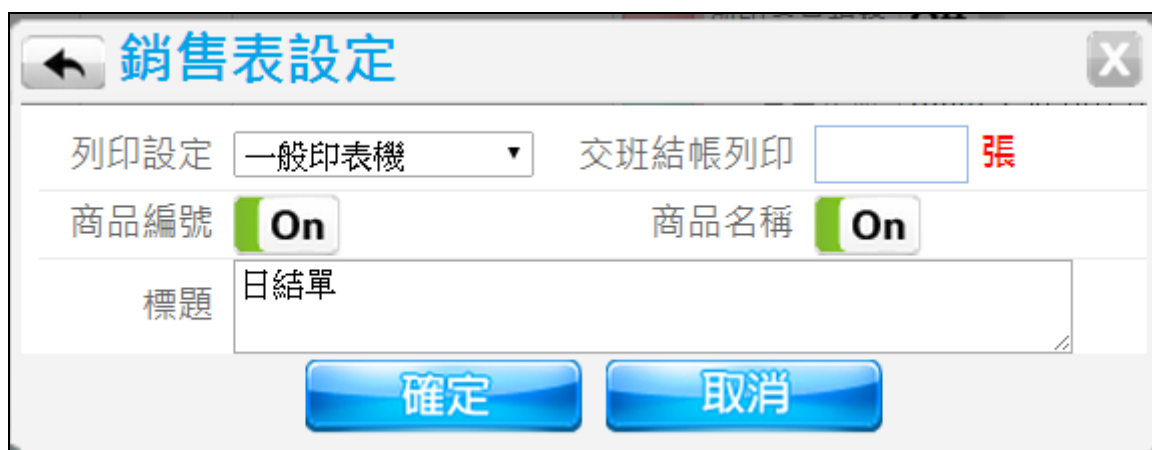 銷售表設定
X
列印設定 一般印表機 交班結帳列印 張
商品編號 On 商品名稱 On
標題 日結單
確定 取消